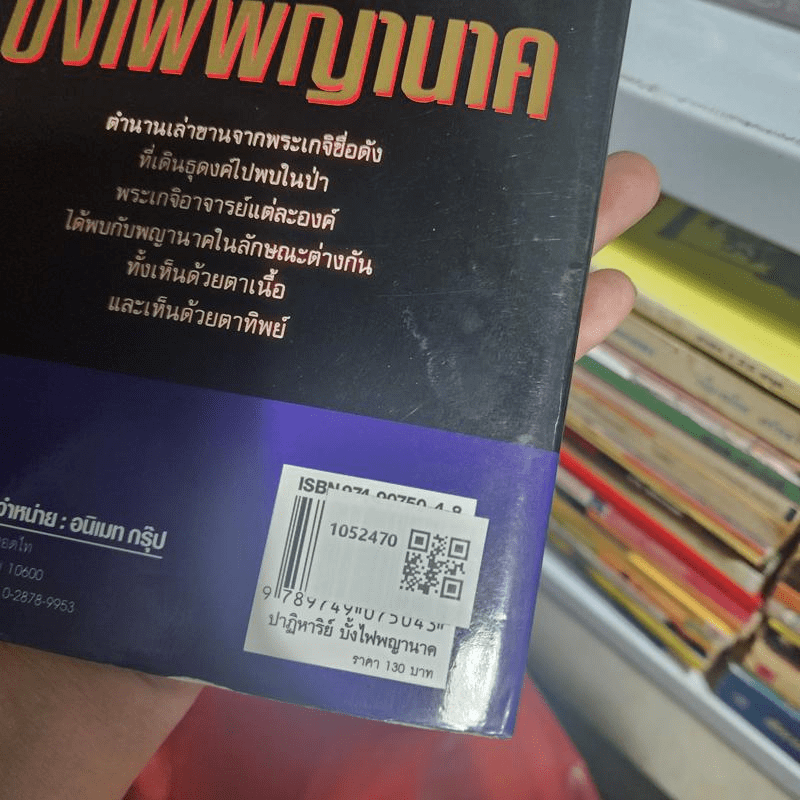 บั้งไฟพญานาค
ตำนานเล่าขานจากพระเกจิชื่อดัง
ที่เดินธุดงค์ไปพบในป่า
พระเกจิอาจารย์แต่ละองค์
ได้พบกับพญานาคในลักษณะต่างกัน
ทั้งเห็นด้วยตาเนื้อ
และเห็นด้วยตาทิพย์
จำหน่าย : อนิเมท กรุ๊ป
10600
0-2878-9953
ISBN 974-90750-4-9
1052470
9 789749 075043
ปาฏิหาริย์ บั้งไฟพญานาค
ราคา 130 บาท